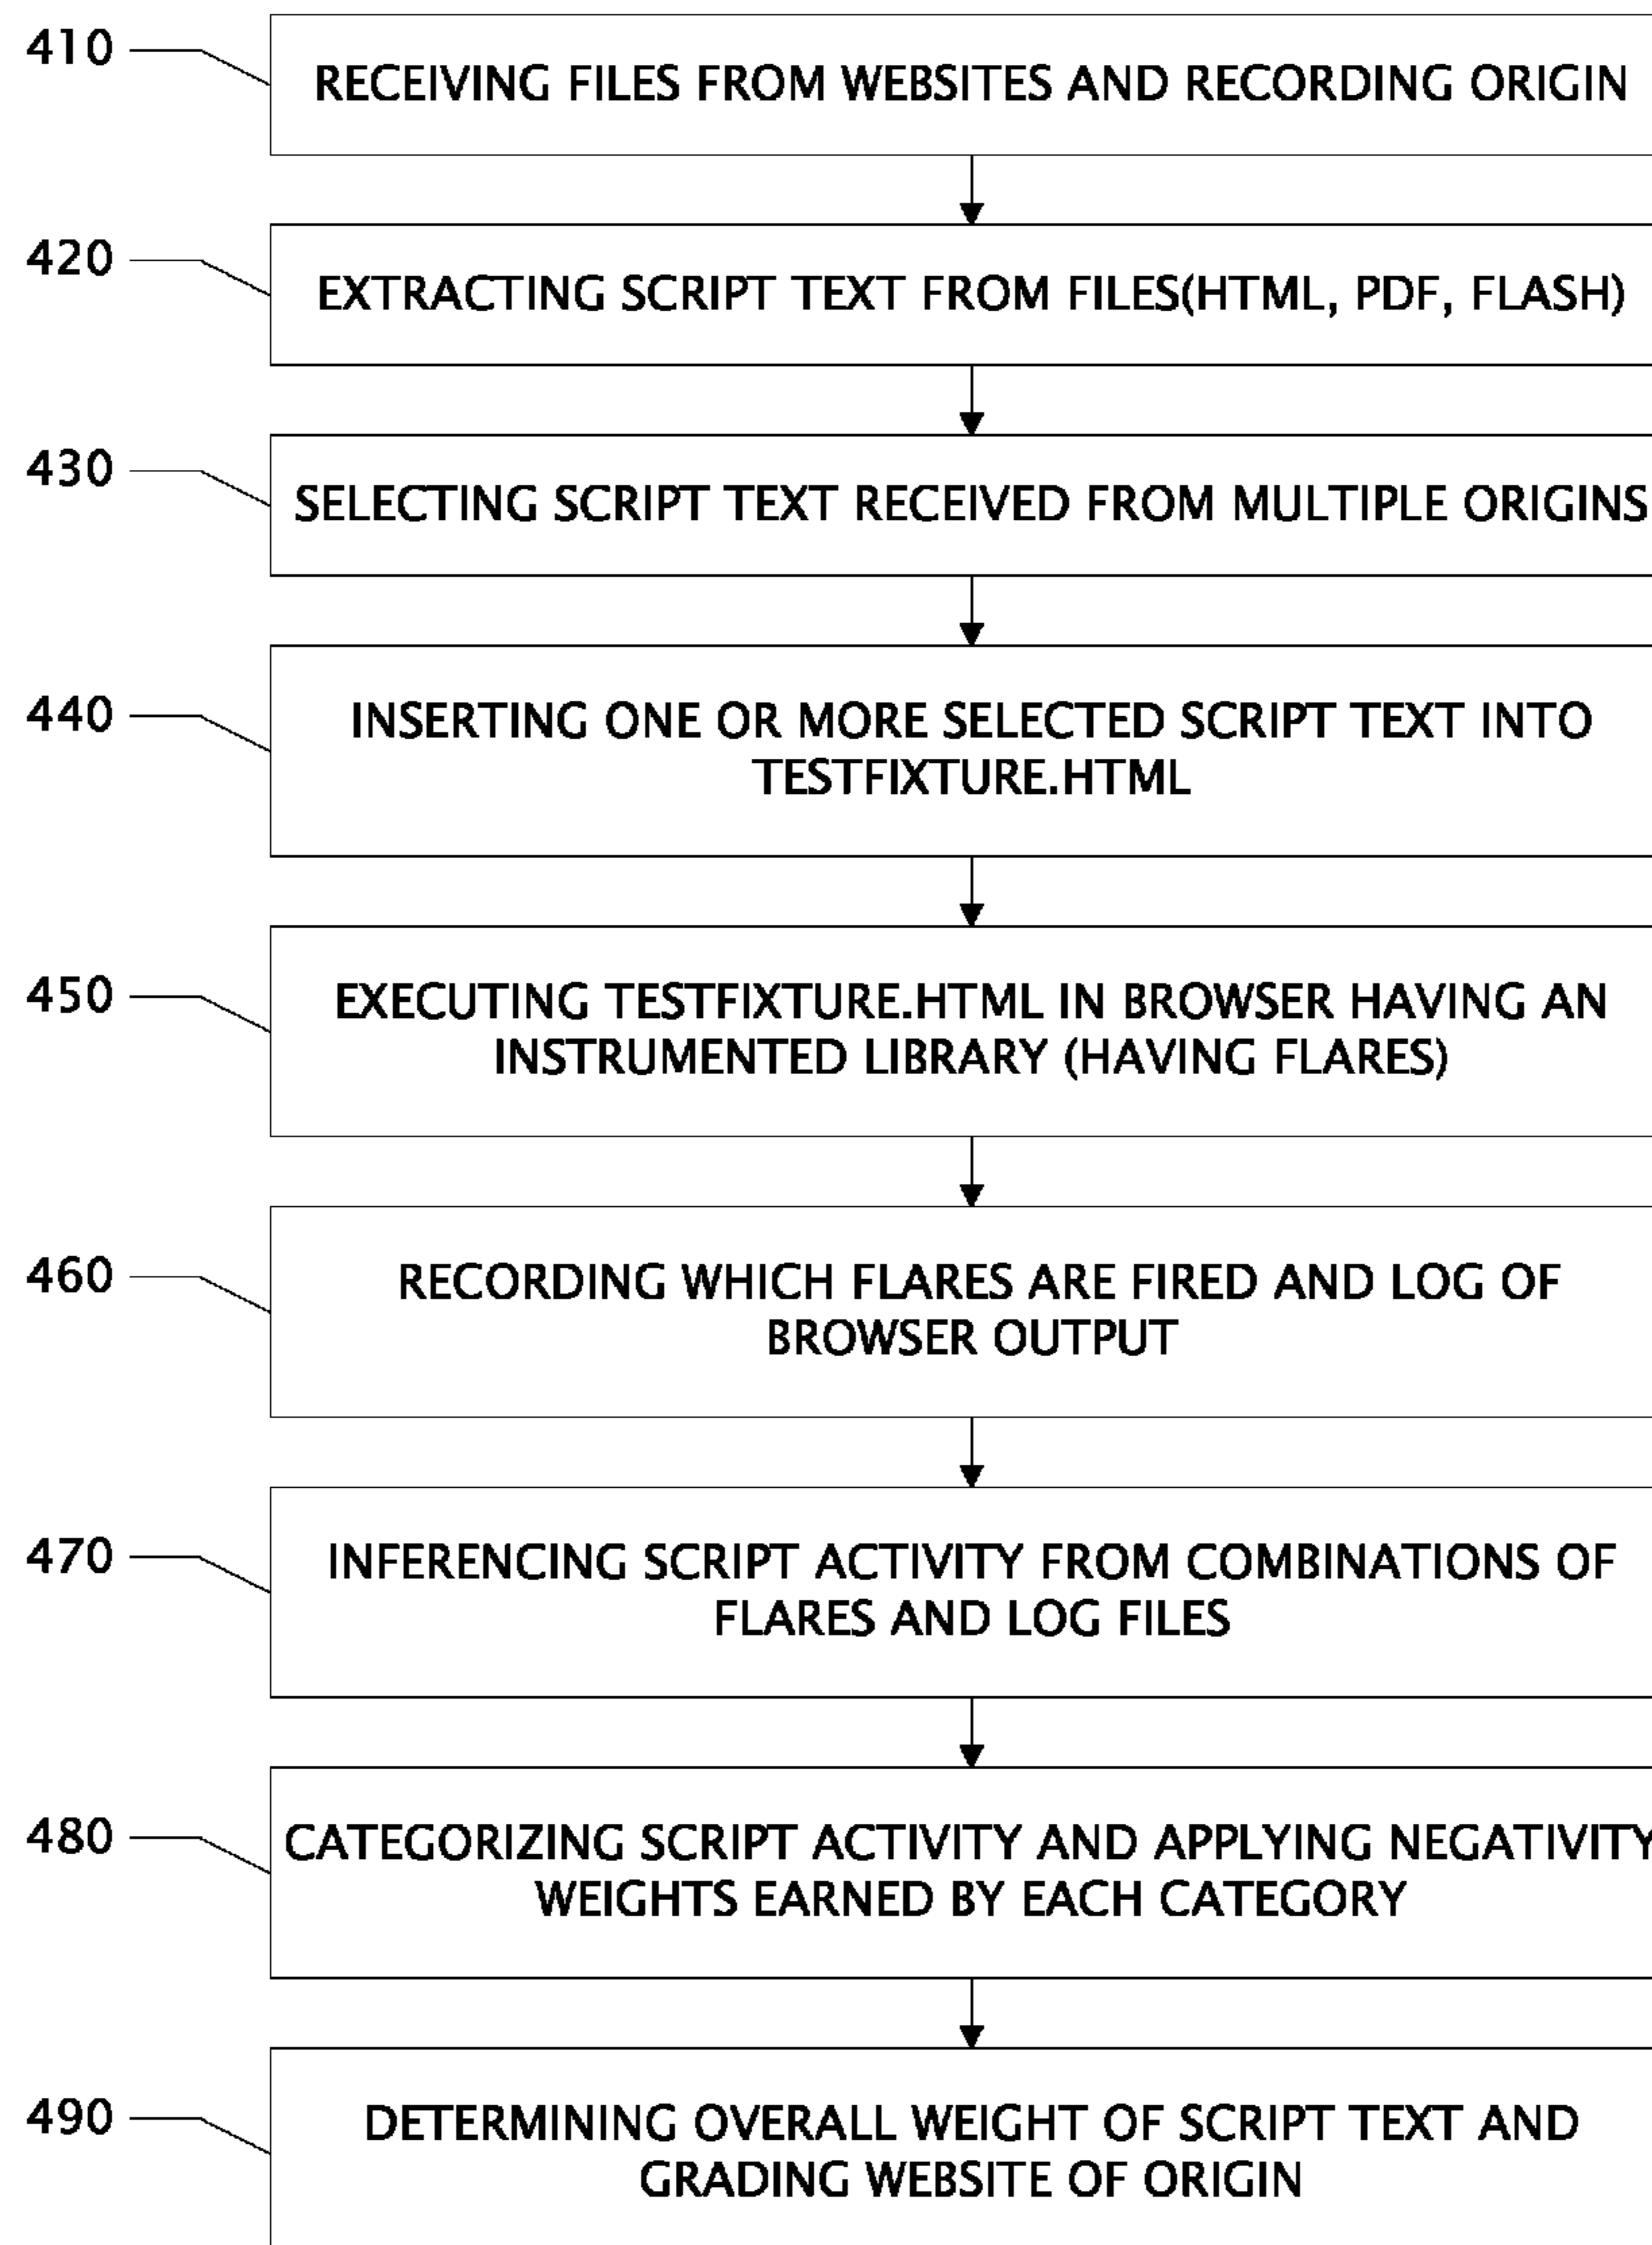 410
RECEIVING FILES FROM WEBSITES AND RECORDING ORIGIN
420
EXTRACTING SCRIPT TEXT FROM FILES(HTML, PDF, FLASH)
430
SELECTING SCRIPT TEXT RECEIVED FROM MULTIPLE ORIGINS
440
INSERTING ONE OR MORE SELECTED SCRIPT TEXT INTO
TESTFIXTURE.HTML
450
EXECUTING TESTFIXTURE.HTML IN BROWSER HAVING AN
INSTRUMENTED LIBRARY (HAVING FLARES)
460
RECORDING WHICH FLARES ARE FIRED AND LOG OF
BROWSER OUTPUT
470
INFERENCING SCRIPT ACTIVITY FROM COMBINATIONS OF
FLARES AND LOG FILES
480
CATEGORIZING SCRIPT ACTIVITY AND APPLYING NEGATIVITY
WEIGHTS EARNED BY EACH CATEGORY
490
DETERMINING OVERALL WEIGHT OF SCRIPT TEXT AND
GRADING WEBSITE OF ORIGIN